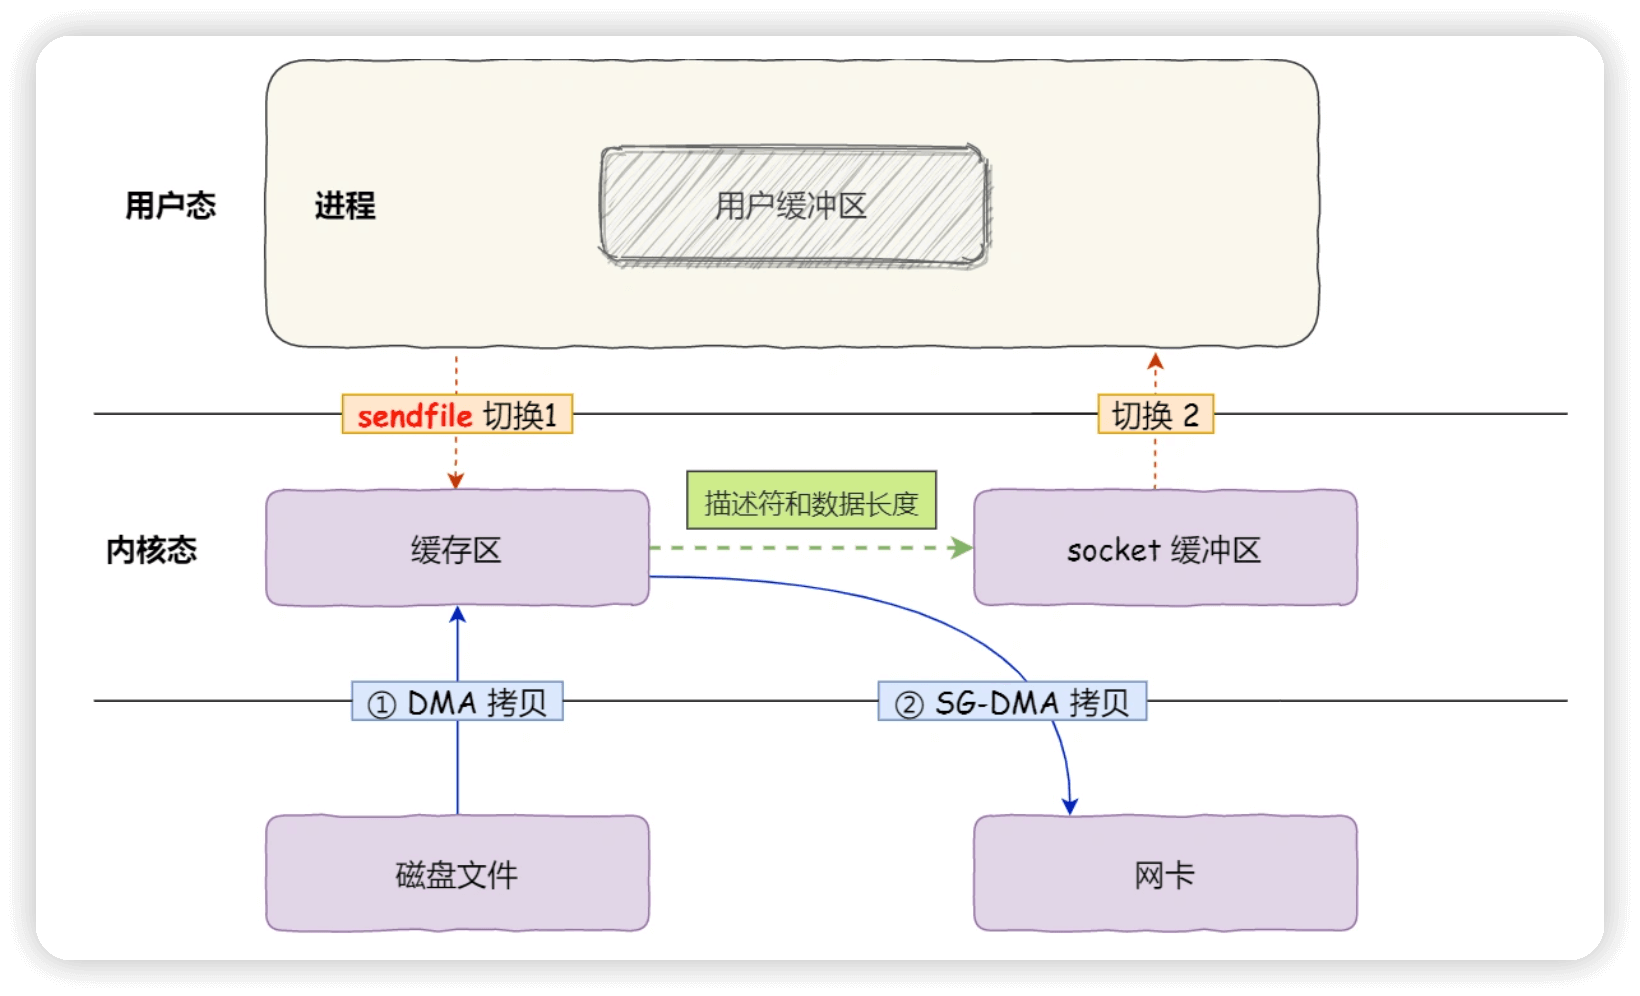 用户态
进程
用户缓冲区
sendfile 切换1
切换 2
描述符和数据长度
内核态
缓存区
socket 缓冲区
① DMA 拷贝
② SG-DMA 拷贝
磁盘文件
网卡